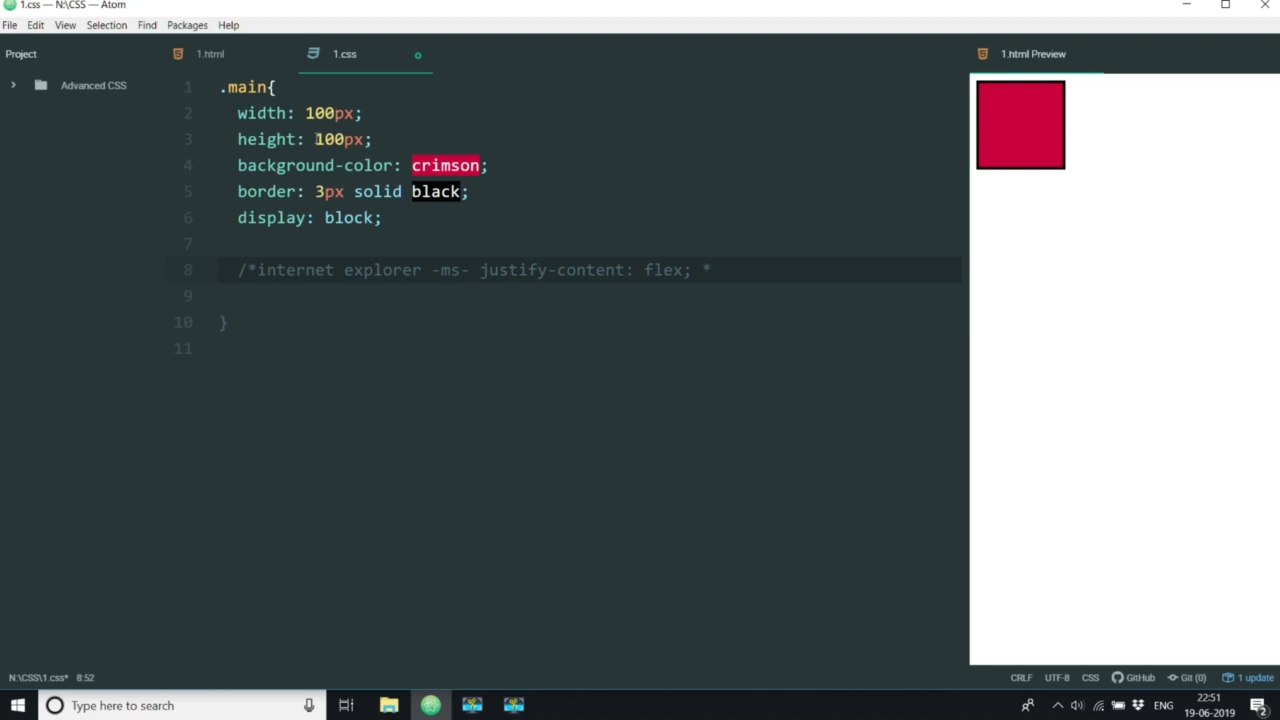 1.css — N:\CSS — Atom
File Edit View Selection Find Packages Help
Project
1.html
1.css
1.html Preview
Advanced CSS
1 .main{
2 width: 100px;
3 height: 100px;
4 background-color: crimson;
5 border: 3px solid black;
6 display: block;
7
8 /*internet explorer -ms- justify-content: flex; *
9
10 }
11
N:\CSS\1.css* 8:52
CRLF UTF-8 CSS GitHub Git (0) 1 update
Type here to search
ENG
22:51
19-06-2019
2